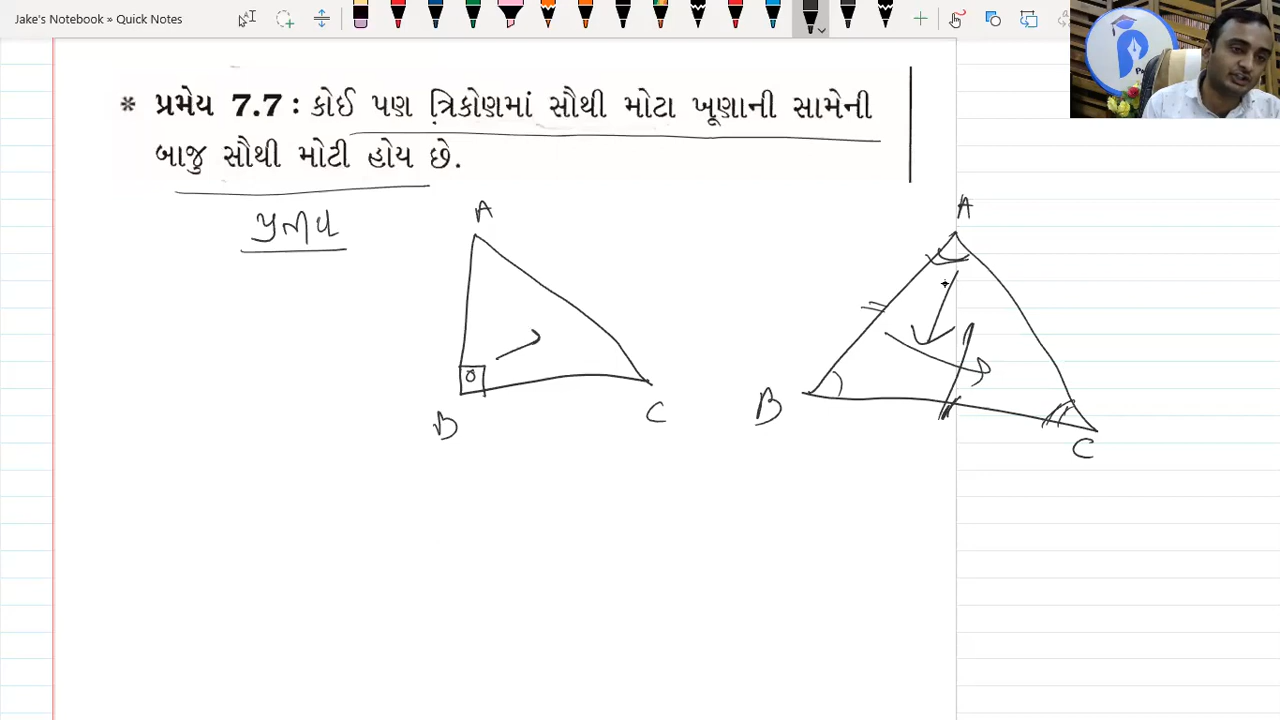 Jake's Notebook » Quick Notes
* પ્રમેય 7.7 : કોઈ પણ ત્રિકોણમાં સૌથી મોટા ખૂણાની સામેની
બાજુ સૌથી મોટી હોય છે.
A
A
B
C
B
C